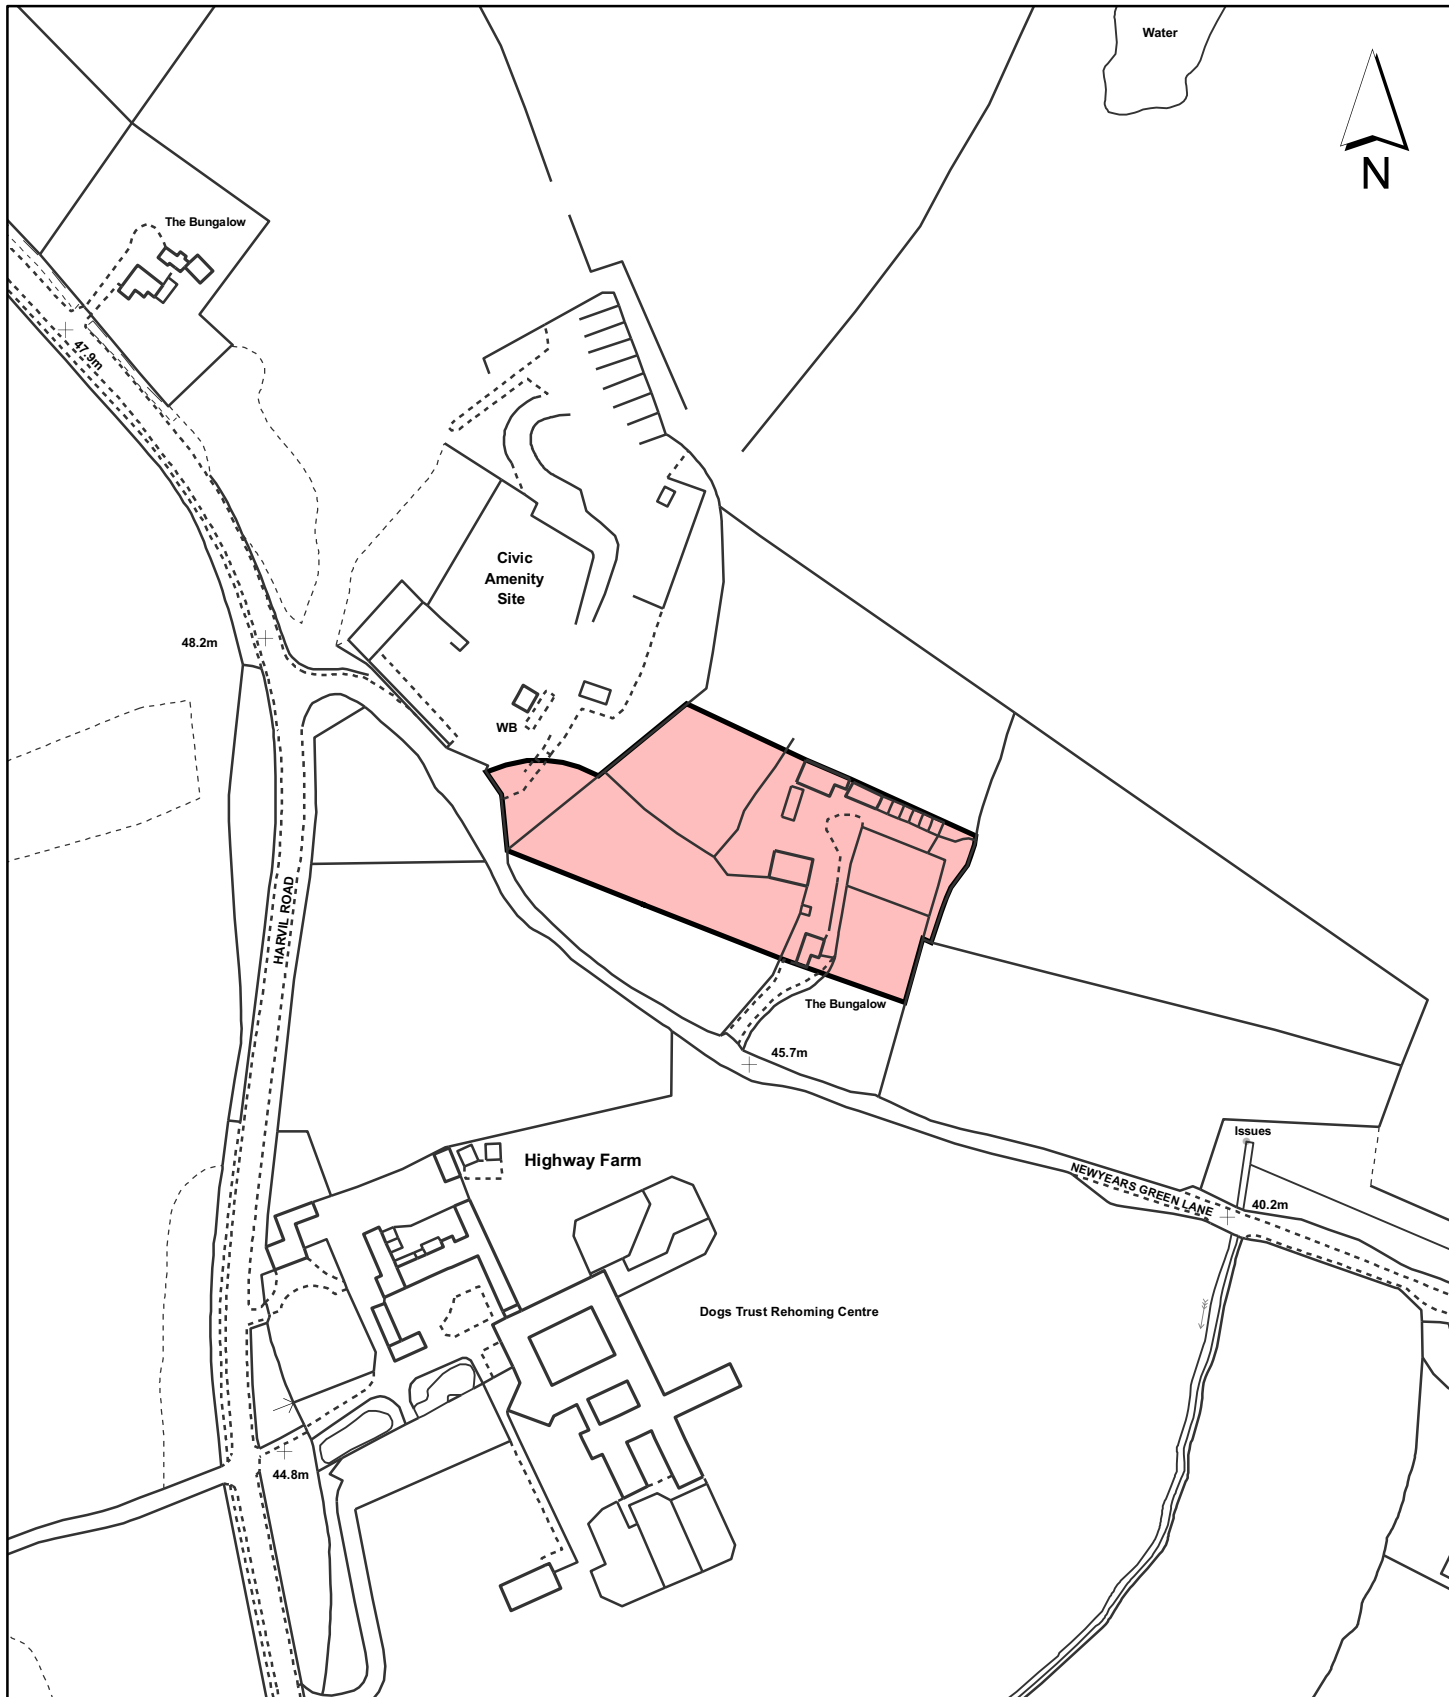 Water
N
The Bungalow
47.9m
Civic
Amenity
Site
48.2m
WB
HARVIL ROAD
The Bungalow
45.7m
Issues
Highway Farm
NEWYEARS GREEN LANE
40.2m
Dogs Trust Rehoming Centre
44.8m